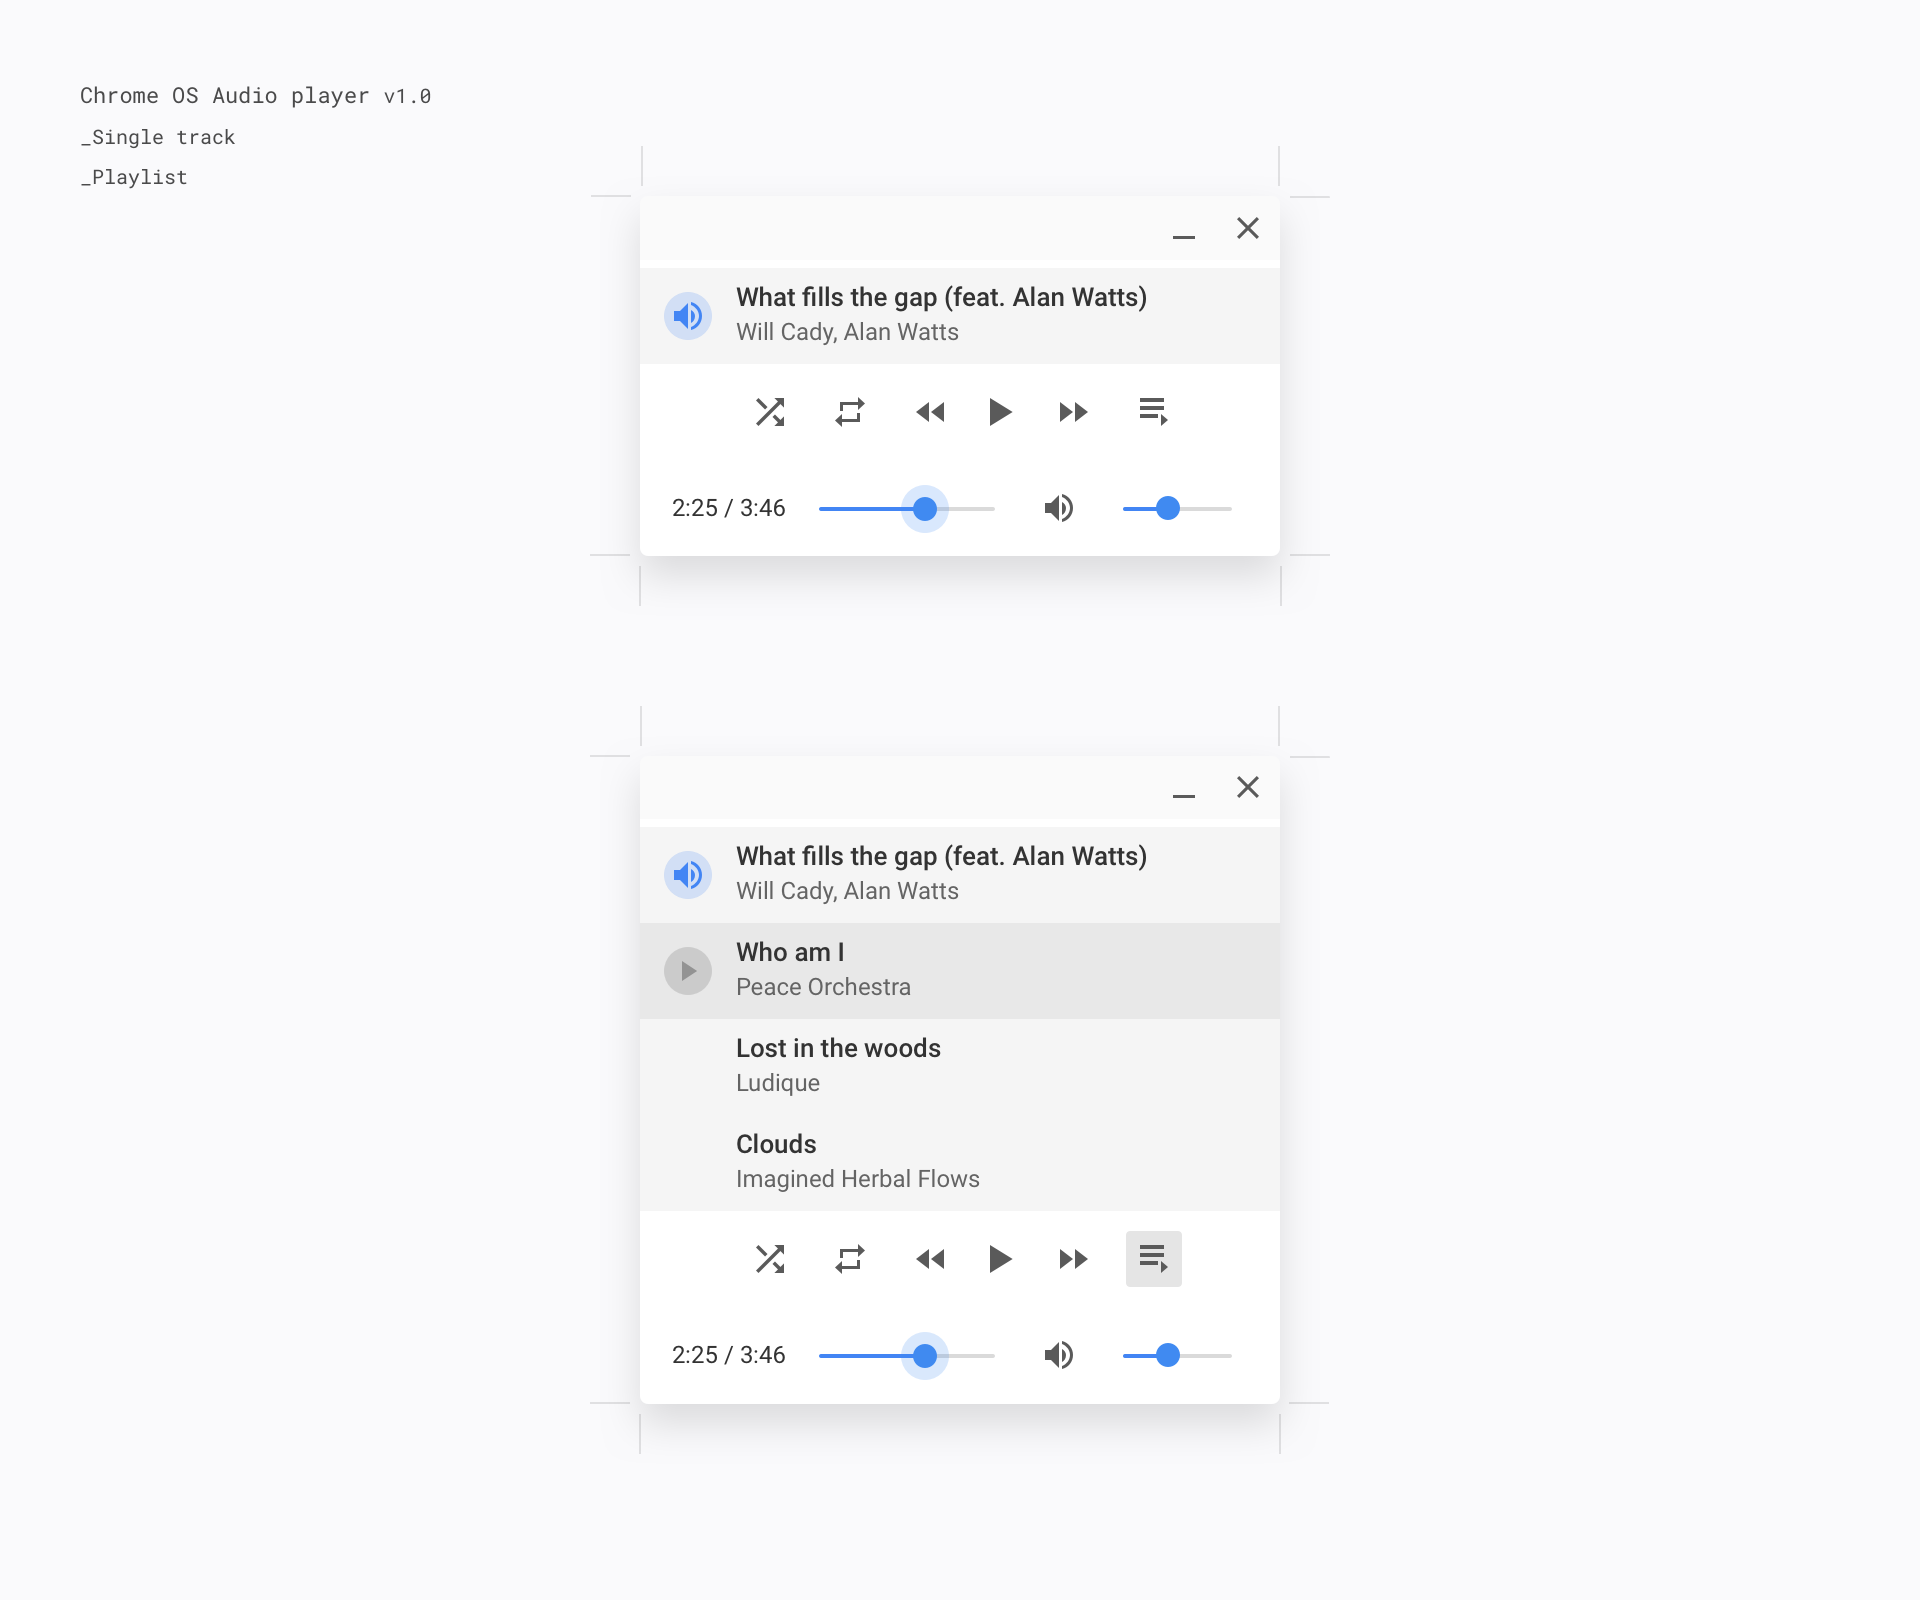 Chrome OS Audio player v1.0
_Single track
_Playlist
What fills the gap (feat. Alan Watts)
Will Cady, Alan Watts
2:25 / 3:46
What fills the gap (feat. Alan Watts)
Will Cady, Alan Watts
Who am I
Peace Orchestra
Lost in the woods
Ludique
Clouds
Imagined Herbal Flows
2:25 / 3:46